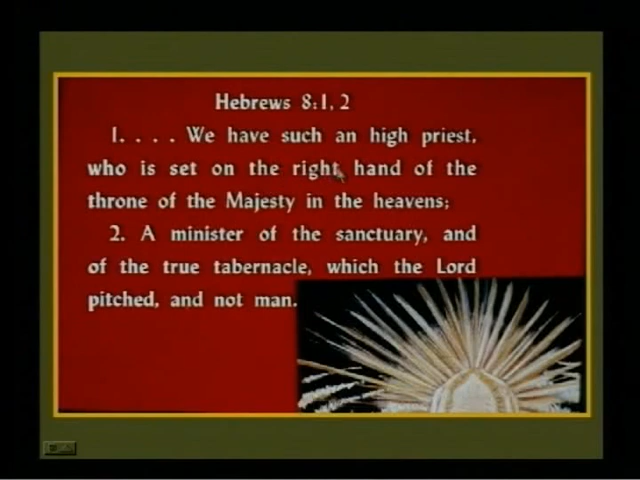 Hebrews 8:1, 2
1. . . . We have such an high priest,
who is set on the right hand of the
throne of the Majesty in the heavens;
2. A minister of the sanctuary, and
of the true tabernacle, which the Lord
pitched, and not man.